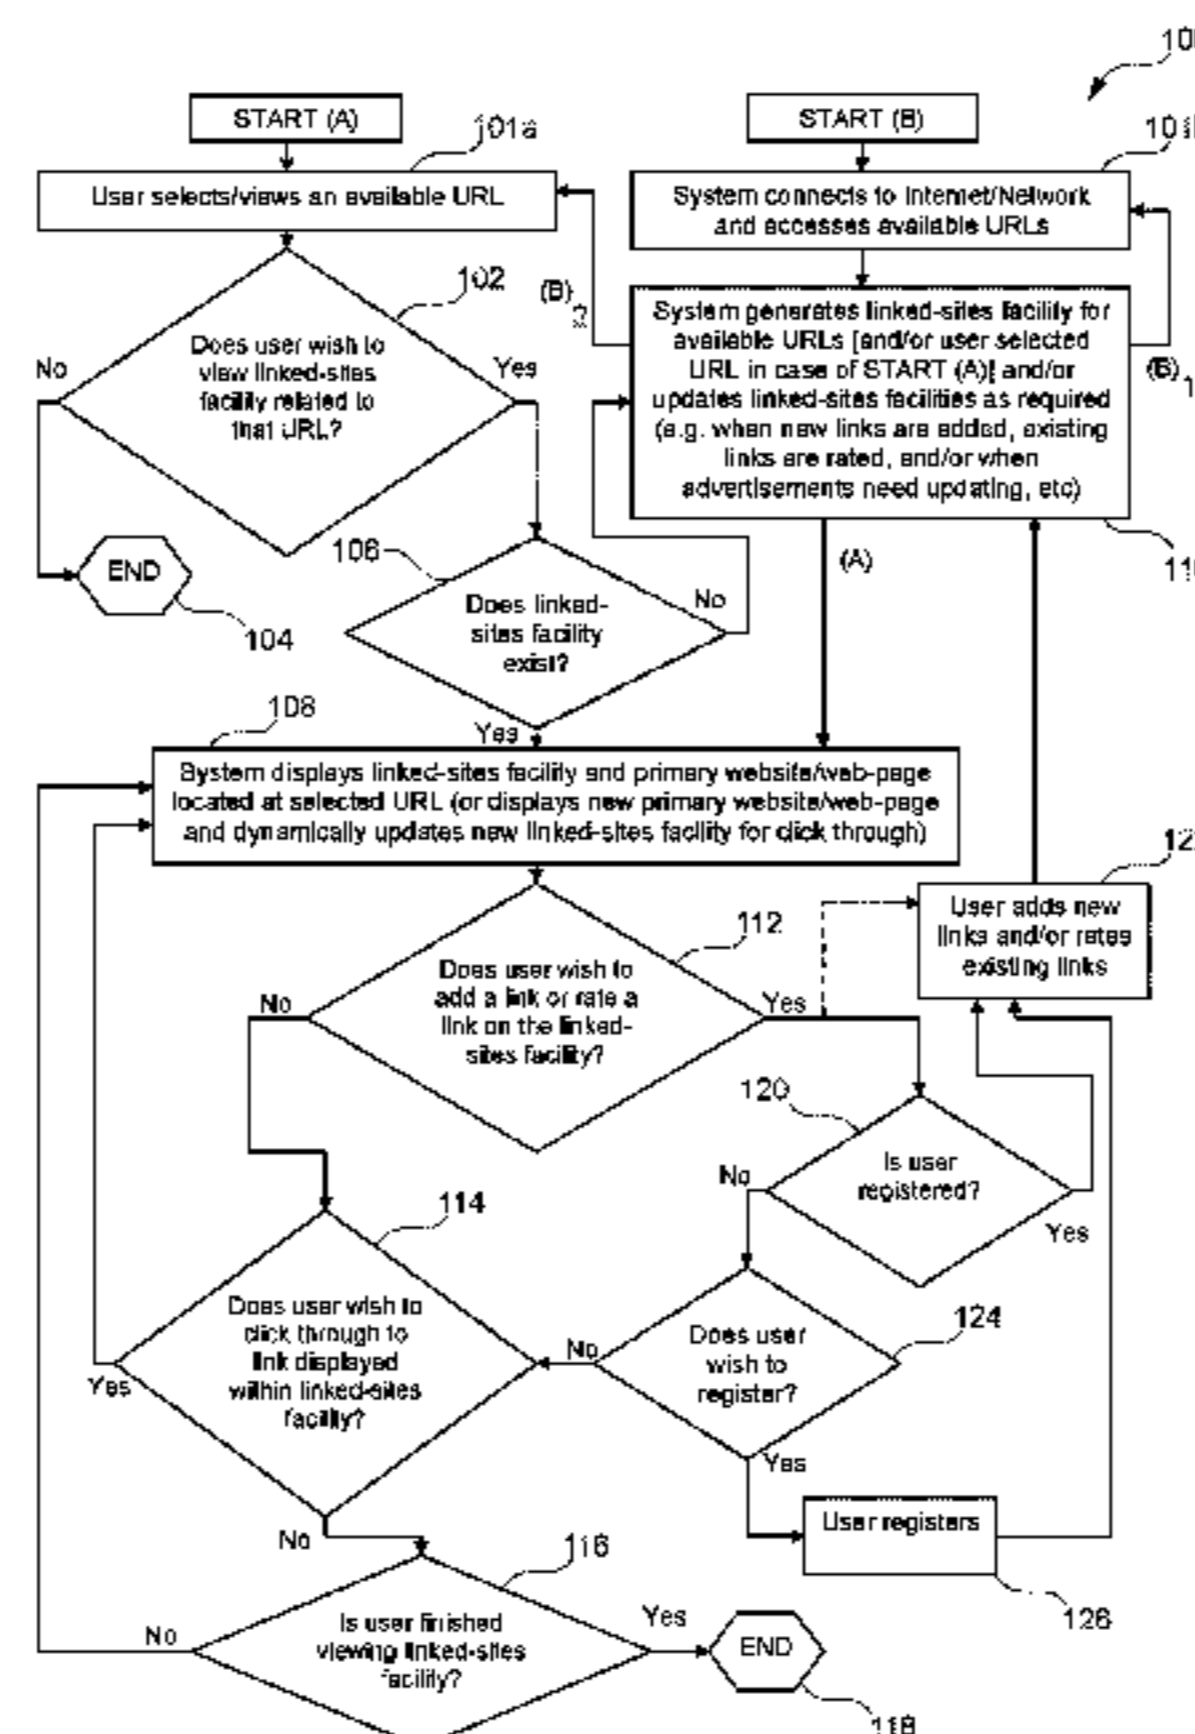 START (A)
101a
User selects/views an available URL
START (B)
System connects to Internet/Network
and accesses available URLs
102
Does user wish to
view linked-sites
facility related to
that URL?
No
Yes
END
104
(B)
2
System generates linked-sites facility for
available URLs [and/or user selected
URL in case of START (A)] and/or
updates linked-sites facilities as required
(e.g. when new links are added, existing
links are rated, and/or when
advertisements need updating, etc)
(B)
1
106
Does linked-
sites facility
exist?
No
Yes
(A)
108
System displays linked-sites facility and primary website/web-page
located at selected URL (or displays new primary website/web-page
and dynamically updates new linked-sites facility for click through)
112
Does user wish to
add a link or rate a
link on the linked-
sites facility?
No
Yes
User adds new
links and/or rates
existing links
120
Is user
registered?
No
Yes
114
Does user wish to
click through to
link displayed
within linked-sites
facility?
Yes
No
124
Does user
wish to
register?
No
Yes
User registers
126
116
Is user finished
viewing linked-sites
facility?
No
Yes
END
118